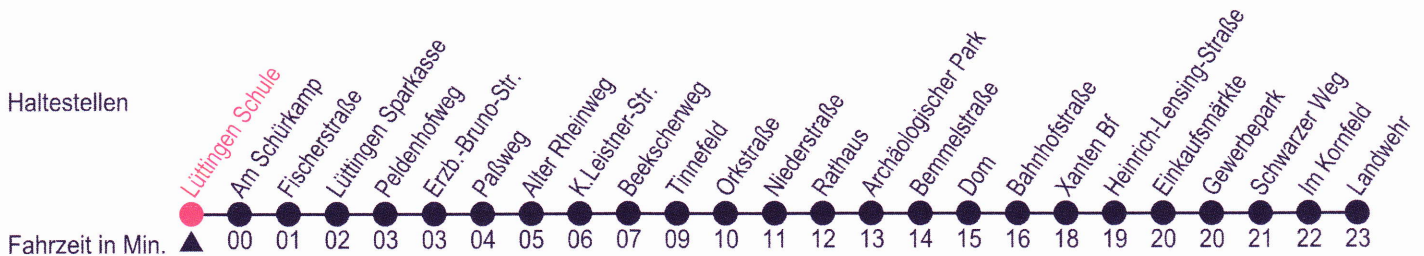 Haltestellen
Lüttingen Schule
Am Schürkamp
Fischerstraße
Lüttingen Sparkasse
Peldenhofweg
Erzb.-Bruno-Str.
Paßweg
Alter Rheinweg
K.Leistner-Str.
Beekscherweg
Tinnefeld
Orkstraße
Niederstraße
Rathaus
Archäologischer Park
Bemmelstraße
Dom
Bahnhofstraße
Xanten Bf
Heinrich-Lensing-Straße
Einkaufsmärkte
Gewerbepark
Schwarzer Weg
Im Kornfeld
Landwehr
Fahrzeit in Min. 00 01 02 03 03 04 05 06 07 09 10 11 12 13 14 15 16 18 19 20 20 21 22 23